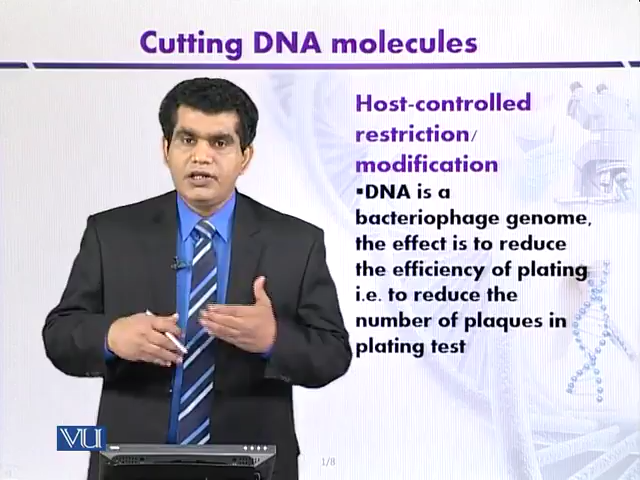 Cutting DNA molecules
Host-controlled
restriction/
modification
▪DNA is a
bacteriophage genome,
the effect is to reduce
the efficiency of plating
i.e. to reduce the
number of plaques in
plating test
VU
1/8